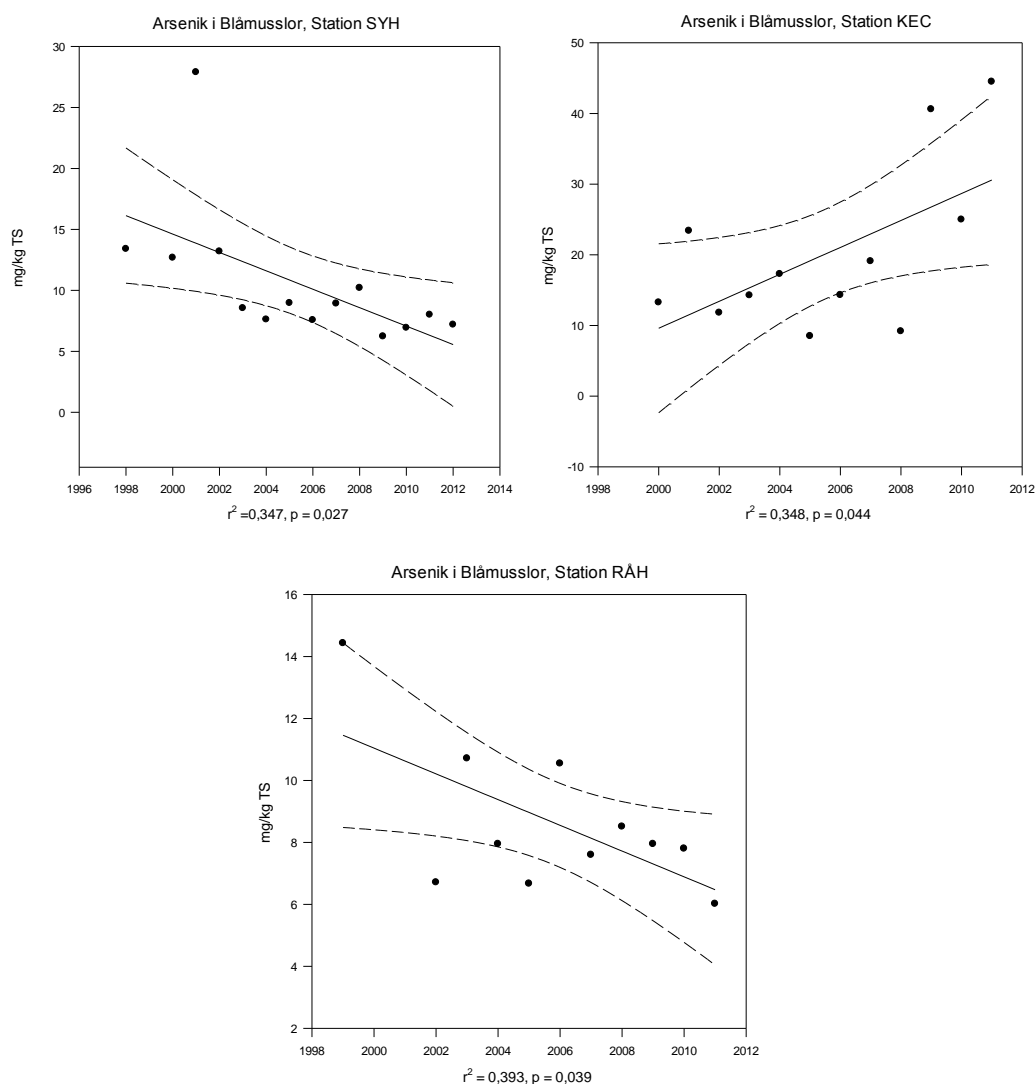 Arsenik i Blåmusslor, Station SYH
30
25
20
15
10
5
0
mg/kg TS
1996 1998 2000 2002 2004 2006 2008 2010 2012 2014
r² =0,347, p = 0,027
Arsenik i Blåmusslor, Station KEC
50
40
30
20
10
0
-10
mg/kg TS
1998 2000 2002 2004 2006 2008 2010 2012
r² = 0,348, p = 0,044
Arsenik i Blåmusslor, Station RÅH
16
14
12
10
8
6
4
2
mg/kg TS
1998 2000 2002 2004 2006 2008 2010 2012
r² = 0,393, p = 0,039